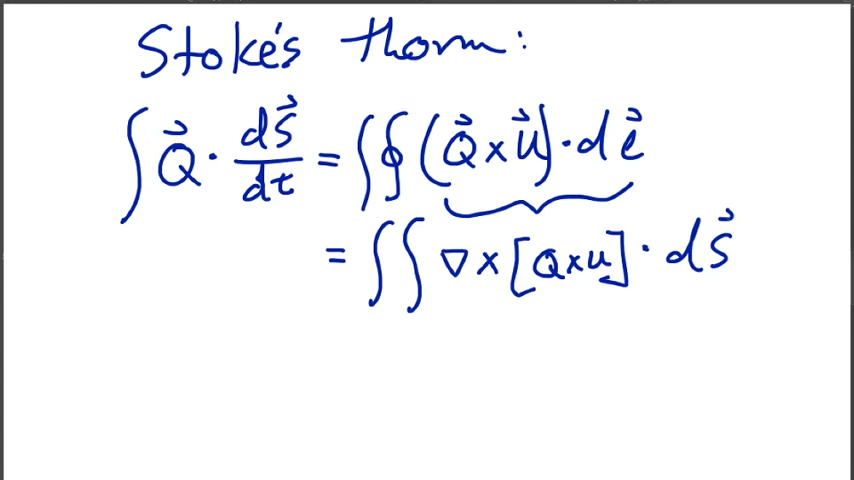 Stoke's thorm:
∫ Q⃗ · dS⃗/dt = ∫∮ (Q⃗ × u⃗) · dℓ⃗
= ∫∫ ∇ × [Q × u] · dS⃗